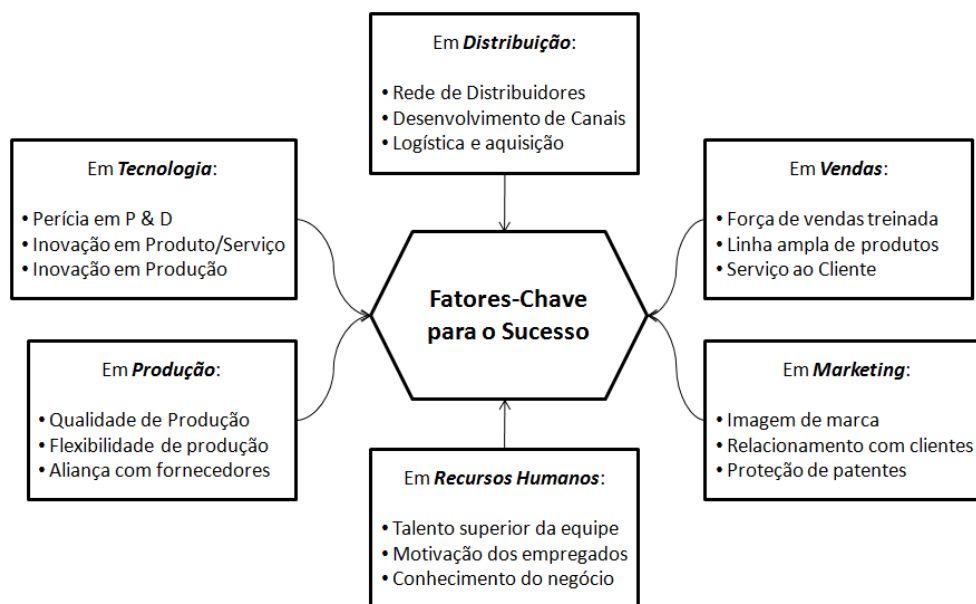 Em Distribuição:
• Rede de Distribuidores
• Desenvolvimento de Canais
• Logística e aquisição
Em Tecnologia:
• Perícia em P & D
• Inovação em Produto/Serviço
• Inovação em Produção
Em Vendas:
• Força de vendas treinada
• Linha ampla de produtos
• Serviço ao Cliente
Fatores-Chave
para o Sucesso
Em Produção:
• Qualidade de Produção
• Flexibilidade de produção
• Aliança com fornecedores
Em Marketing:
• Imagem de marca
• Relacionamento com clientes
• Proteção de patentes
Em Recursos Humanos:
• Talento superior da equipe
• Motivação dos empregados
• Conhecimento do negócio